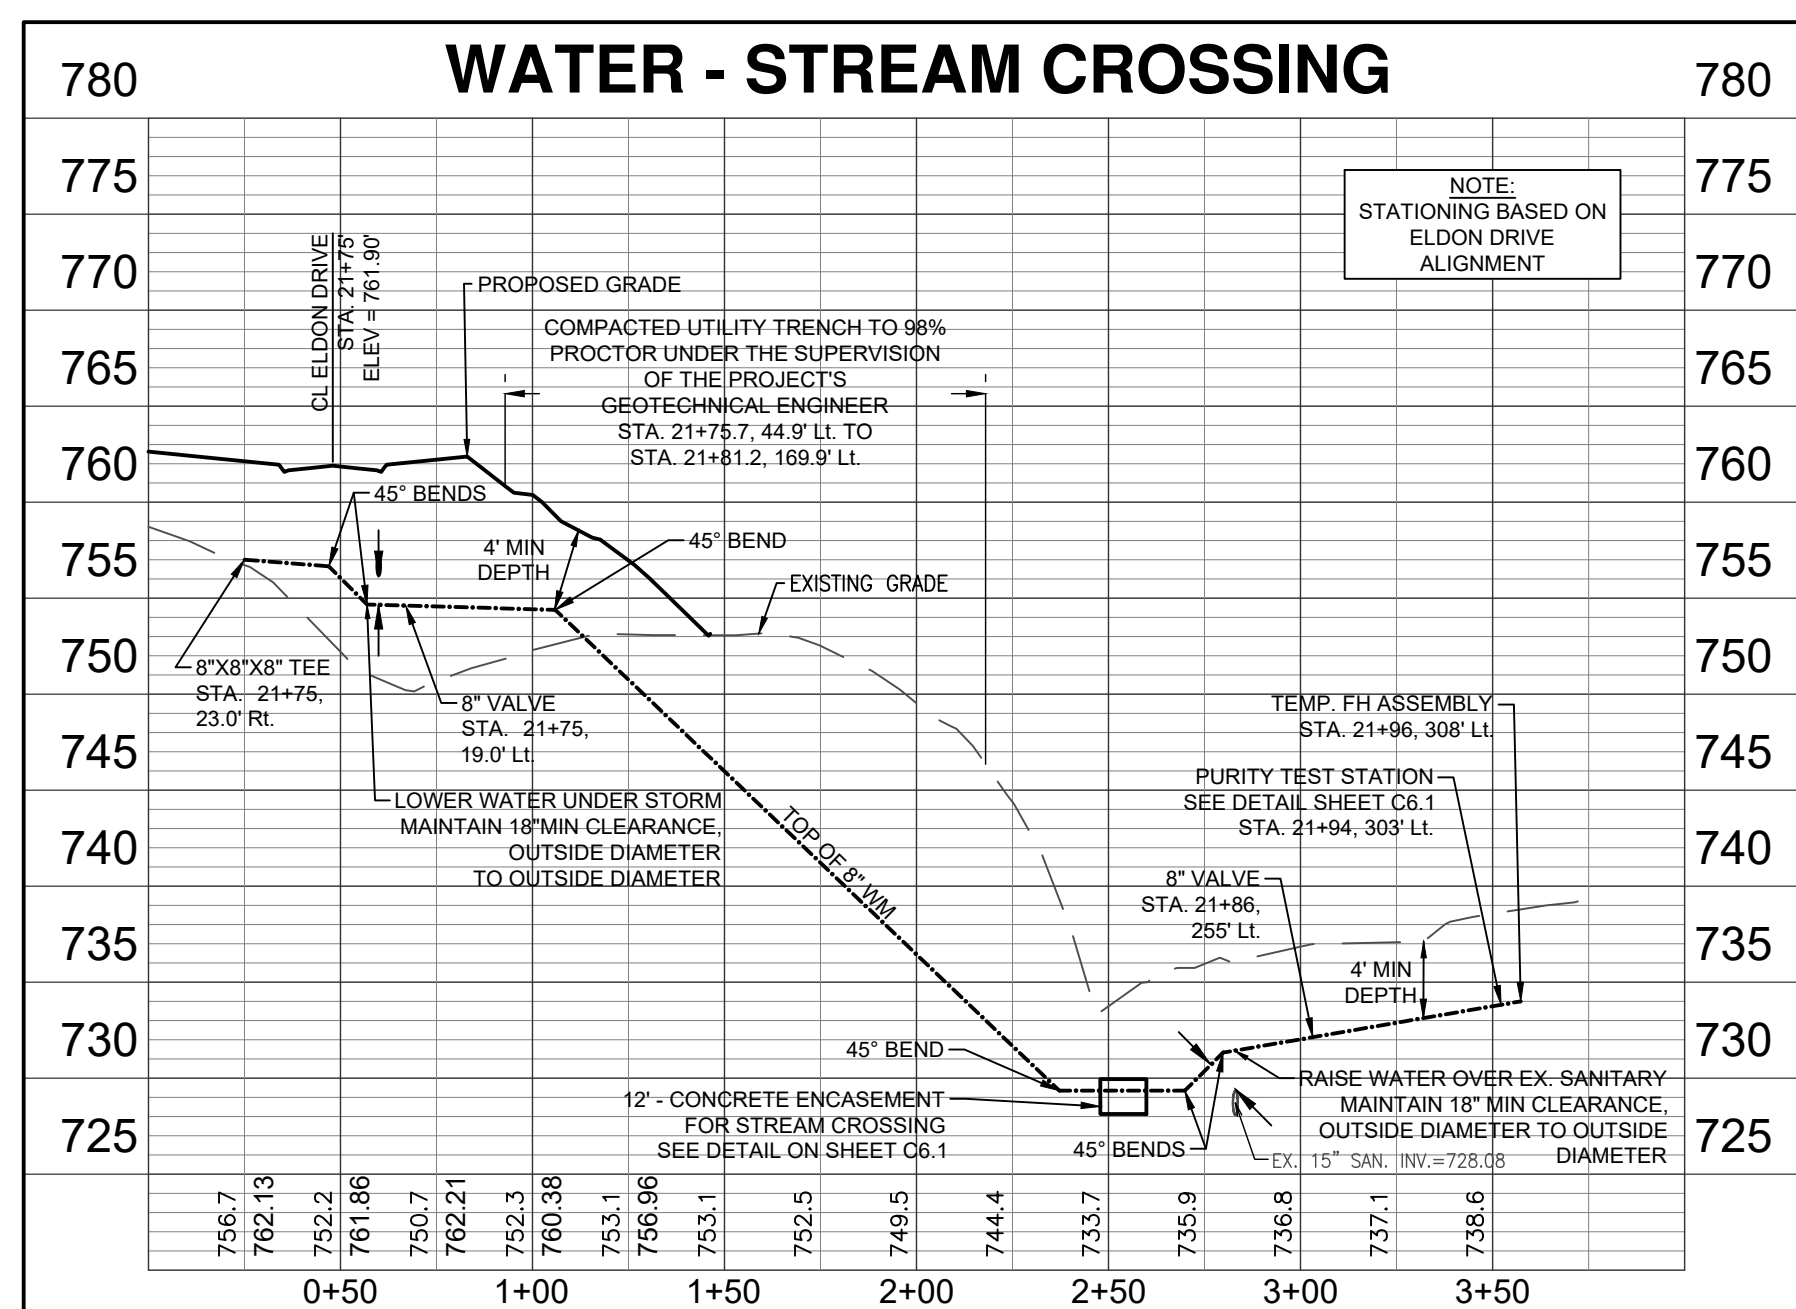 WATER - STREAM CROSSING
780
780
775
775
770
770
765
765
760
760
755
755
750
750
745
745
740
740
735
735
730
730
725
725
NOTE:
STATIONING BASED ON
ELDON DRIVE
ALIGNMENT
CL ELDON DRIVE
STA. 21+75'
ELEV = 761.90'
PROPOSED GRADE
COMPACTED UTILITY TRENCH TO 98%
PROCTOR UNDER THE SUPERVISION
OF THE PROJECT'S
GEOTECHNICAL ENGINEER
STA. 21+75.7, 44.9' Lt. TO
STA. 21+81.2, 169.9' Lt.
45° BENDS
4' MIN
DEPTH
45° BEND
EXISTING GRADE
8"X8"X8" TEE
STA. 21+75,
23.0' Rt.
8" VALVE
STA. 21+75,
19.0' Lt.
LOWER WATER UNDER STORM
MAINTAIN 18"MIN CLEARANCE,
OUTSIDE DIAMETER
TO OUTSIDE DIAMETER
TOP OF 8" WM
TEMP. FH ASSEMBLY
STA. 21+96, 308' Lt.
PURITY TEST STATION
SEE DETAIL SHEET C6.1
STA. 21+94, 303' Lt.
8" VALVE
STA. 21+86,
255' Lt.
4' MIN
DEPTH
45° BEND
12' - CONCRETE ENCASEMENT
FOR STREAM CROSSING
SEE DETAIL ON SHEET C6.1
45° BENDS
RAISE WATER OVER EX. SANITARY
MAINTAIN 18" MIN CLEARANCE,
OUTSIDE DIAMETER TO OUTSIDE
DIAMETER
EX. 15" SAN. INV.=728.08
756.7
762.13
752.2
761.86
750.7
762.21
752.3
760.38
753.1
756.96
753.1
752.5
749.5
744.4
733.7
735.9
736.8
737.1
738.6
0+50
1+00
1+50
2+00
2+50
3+00
3+50